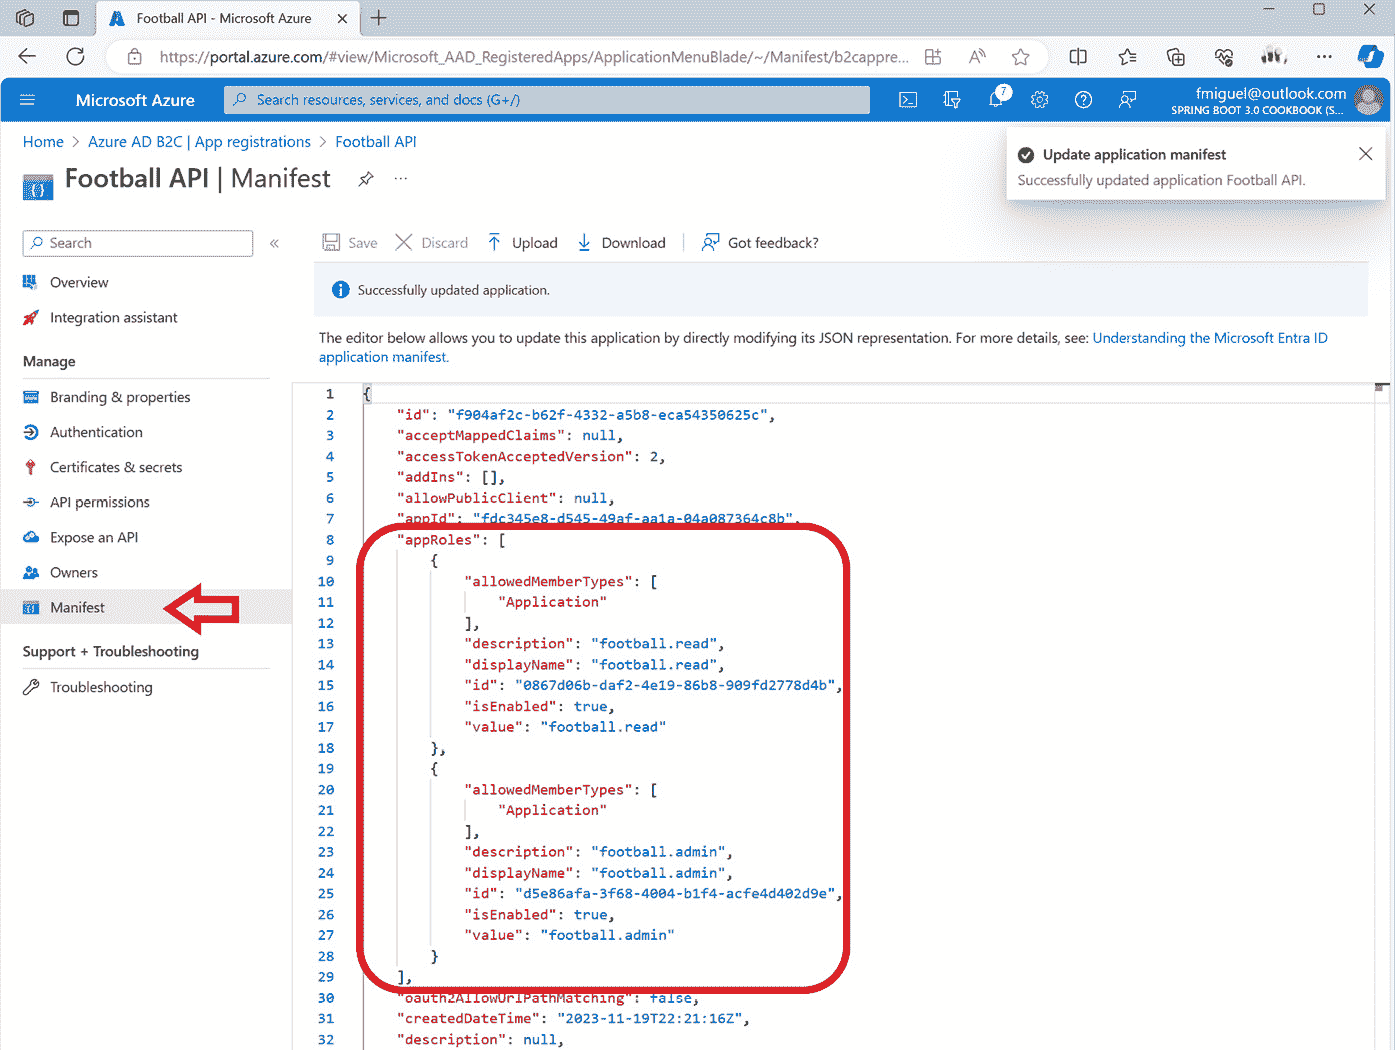 Football API - Microsoft Azure
https://portal.azure.com/#view/Microsoft_AAD_RegisteredApps/ApplicationMenuBlade/~/Manifest/b2cappre...
Microsoft Azure
Search resources, services, and docs (G+/)
7
fmiguel@outlook.com
SPRING BOOT 3.0 COOKBOOK (S...
Home > Azure AD B2C | App registrations > Football API
Update application manifest
Successfully updated application Football API.
Football API | Manifest
Search
Save Discard Upload Download Got feedback?
Overview
Integration assistant
Manage
Branding & properties
Authentication
Certificates & secrets
API permissions
Expose an API
Owners
Manifest
Support + Troubleshooting
Troubleshooting
Successfully updated application.
The editor below allows you to update this application by directly modifying its JSON representation. For more details, see: Understanding the Microsoft Entra ID
application manifest.
1 {
2 "id": "f904af2c-b62f-4332-a5b8-eca54350625c",
3 "acceptMappedClaims": null,
4 "accessTokenAcceptedVersion": 2,
5 "addIns": [],
6 "allowPublicClient": null,
7 "appId": "fdc345e8-d545-49af-aa1a-04a087364c8b",
8 "appRoles": [
9 {
10 "allowedMemberTypes": [
11 "Application"
12 ],
13 "description": "football.read",
14 "displayName": "football.read",
15 "id": "0867d06b-daf2-4e19-86b8-909fd2778d4b",
16 "isEnabled": true,
17 "value": "football.read"
18 },
19 {
20 "allowedMemberTypes": [
21 "Application"
22 ],
23 "description": "football.admin",
24 "displayName": "football.admin",
25 "id": "d5e86afa-3f68-4004-b1f4-acfe4d402d9e",
26 "isEnabled": true,
27 "value": "football.admin"
28 }
29 ],
30 "oauth2AllowUrlPathMatching": false,
31 "createdDateTime": "2023-11-19T22:21:16Z",
32 "description": null,